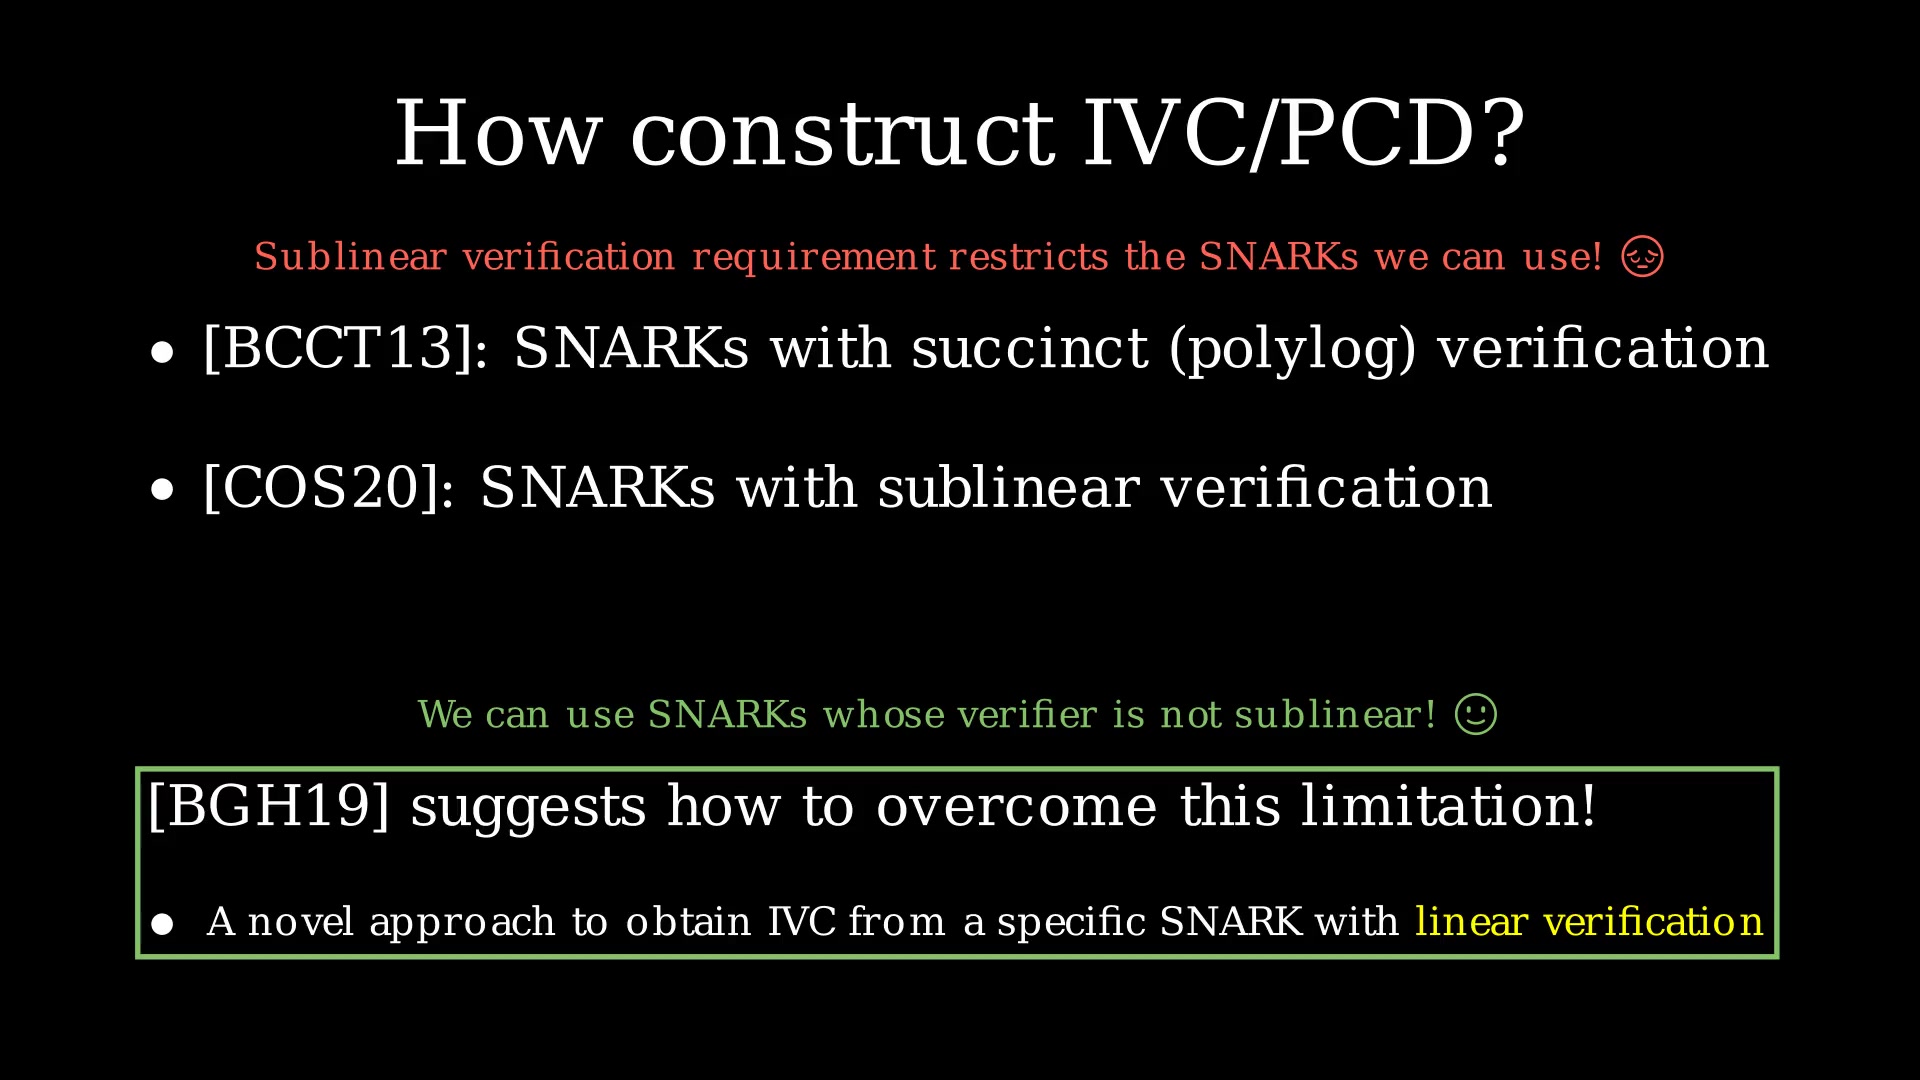 How construct IVC/PCD?
Sublinear verification requirement restricts the SNARKs we can use! 😔
• [BCCT13]: SNARKs with succinct (polylog) verification
• [COS20]: SNARKs with sublinear verification
We can use SNARKs whose verifier is not sublinear! 🙂
[BGH19] suggests how to overcome this limitation!
• A novel approach to obtain IVC from a specific SNARK with linear verification